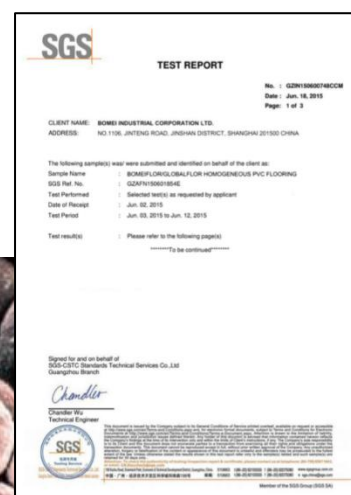 SGS
TEST REPORT
No. : GZIN150600748CCM
Date : Jun. 18, 2015
Page: 1 of 3
CLIENT NAME: BOMEI INDUSTRIAL CORPORATION LTD.
ADDRESS: NO.1106, JINTENG ROAD, JINSHAN DISTRICT, SHANGHAI 201500 CHINA
The following sample(s) was/ were submitted and identified on behalf of the client as:
Sample Name : BOMEIFLOR/GLOBALFLOR HOMOGENEOUS PVC FLOORING
SGS Ref. No. : GZAFN150601854E
Test Performed : Selected test(s) as requested by applicant
Date of Receipt : Jun. 02, 2015
Test Period : Jun. 03, 2015 to Jun. 12, 2015
Test result(s) : Please refer to the following page(s)
********To be continued********
Signed for and on behalf of
SGS-CSTC Standards Technical Services Co.,Ltd
Guangzhou Branch
Chandler
Chandler Wu
Technical Engineer
SGS
Member of the SGS Group (SGS SA)